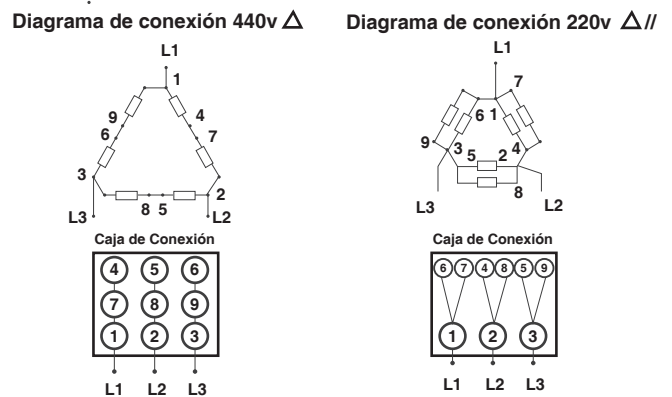 Diagrama de conexión 440v Δ
Diagrama de conexión 220v Δ//
L1
1
9
4
6
7
3
2
8 5
L3
L2
L1
7
6 1
9
3
4
5 2
8
L3
L2
Caja de Conexión
4 5 6
7 8 9
1 2 3
L1 L2 L3
Caja de Conexión
6 7 4 8 5 9
1 2 3
L1 L2 L3